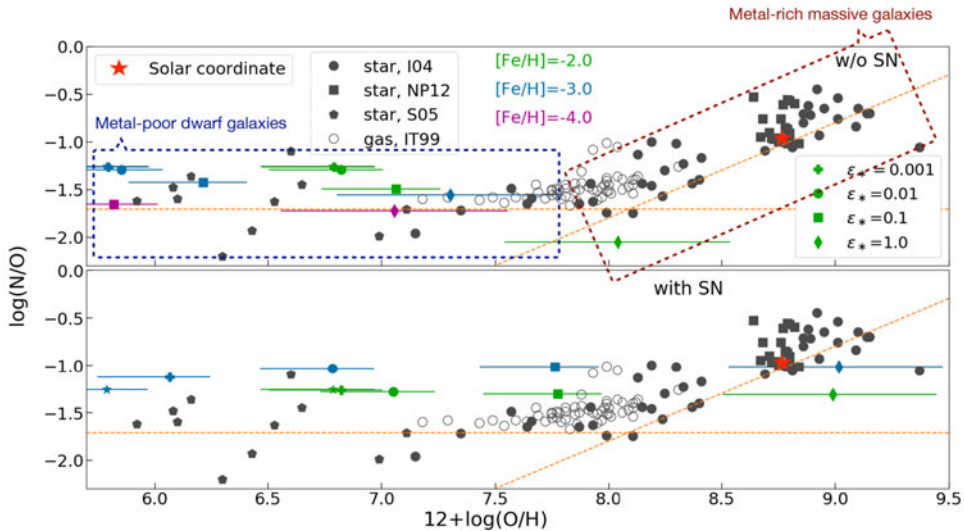 Metal-rich massive galaxies
0.0
Solar coordinate
star, I04
star, NP12
star, S05
gas, IT99
[Fe/H]=-2.0
[Fe/H]=-3.0
[Fe/H]=-4.0
w/o SN
−0.5
Metal-poor dwarf galaxies
−1.0
−1.5
−2.0
ε* = 0.001
ε* =0.01
ε* =0.1
ε* =1.0
log(N/O)
0.0
with SN
−0.5
−1.0
−1.5
−2.0
6.0 6.5 7.0 7.5 8.0 8.5 9.0 9.5
12+log(O/H)